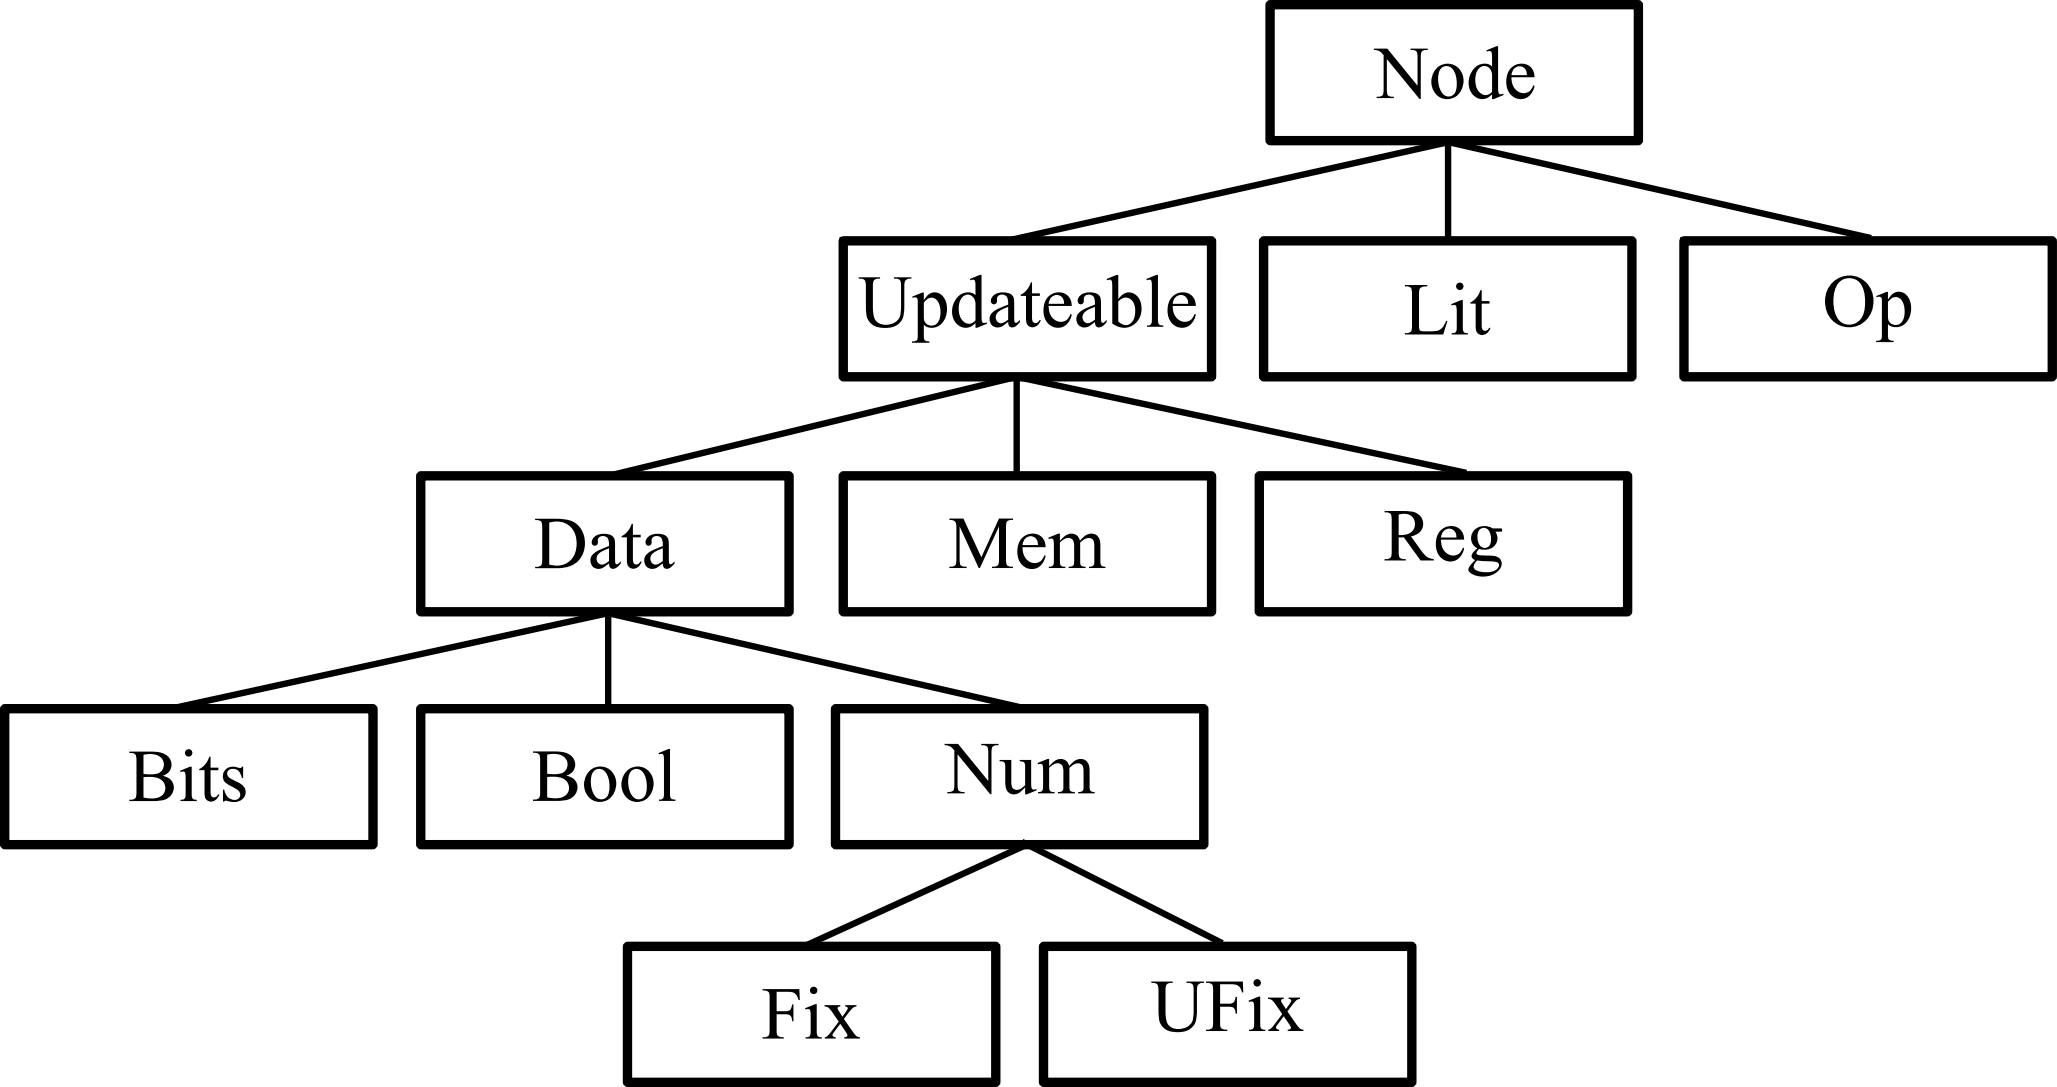 Node
Updateable
Lit
Op
Data
Mem
Reg
Bits
Bool
Num
Fix
UFix